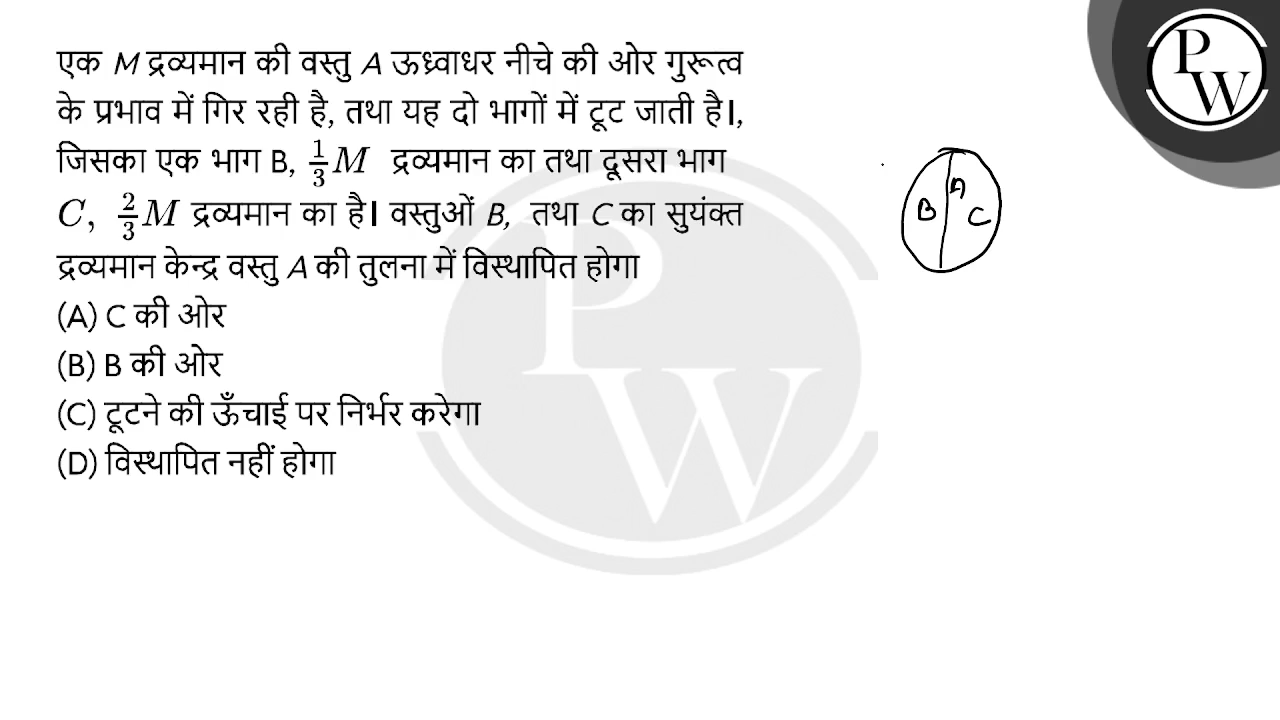 एक M द्रव्यमान की वस्तु A ऊध्र्वाधर नीचे की ओर गुरूत्व
के प्रभाव में गिर रही है, तथा यह दो भागों में टूट जाती है।,
जिसका एक भाग B, 1/3 M द्रव्यमान का तथा दूसरा भाग
C, 2/3 M द्रव्यमान का है। वस्तुओं B, तथा C का सुयंक्त
द्रव्यमान केन्द्र वस्तु A की तुलना में विस्थापित होगा
(A) C की ओर
(B) B की ओर
(C) टूटने की ऊँचाई पर निर्भर करेगा
(D) विस्थापित नहीं होगा
A
B
C
P
W
P
W